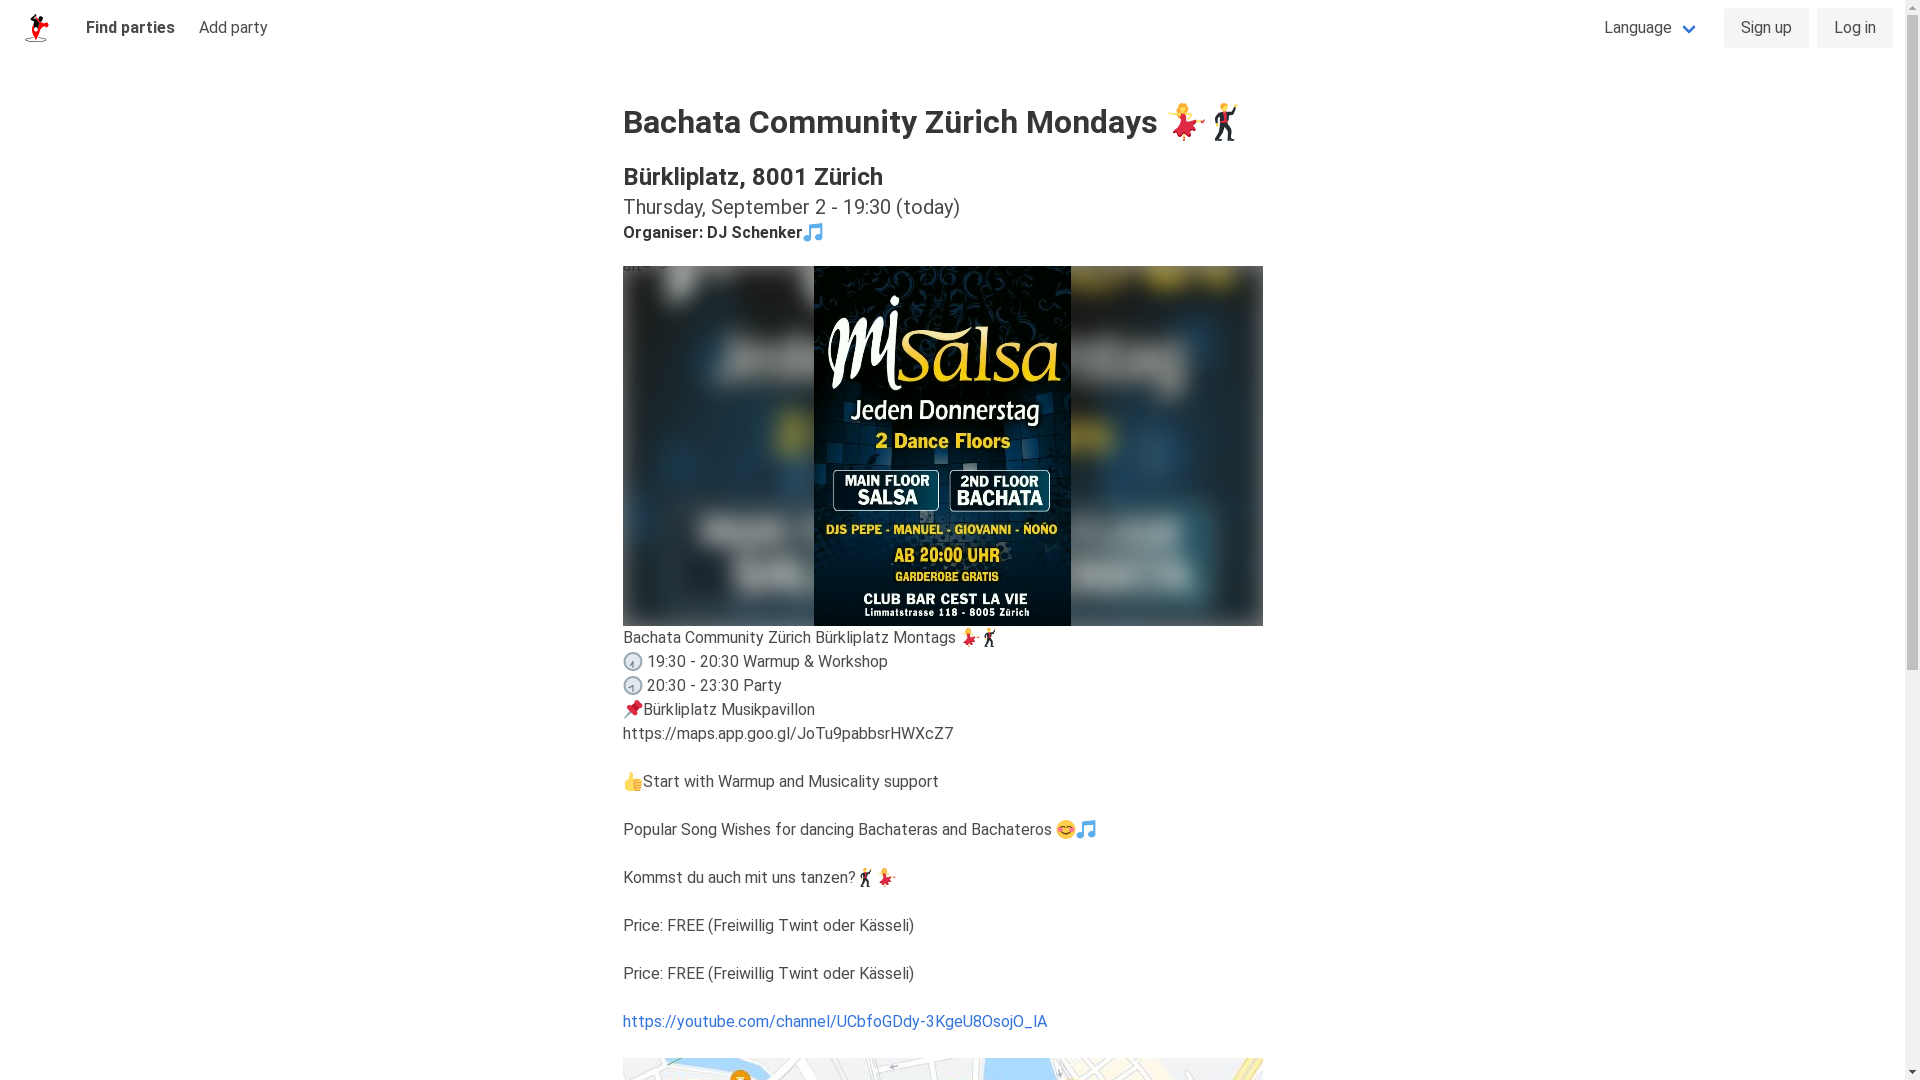 Find parties
Add party
Language
Sign up
Log in
Bachata Community Zürich Mondays 💃🕺
Bürkliplatz, 8001 Zürich
Thursday, September 2 - 19:30 (today)
Organiser: DJ Schenker🎵
mi Salsa
Jeden Donnerstag
2 Dance Floors
MAIN FLOOR
SALSA
2ND FLOOR
BACHATA
DJS PEPE - MANUEL - GIOVANNI - ÑOÑO
AB 20:00 UHR
GARDEROBE GRATIS
CLUB BAR CEST LA VIE
Limmatstrasse 118 - 8005 Zürich
Bachata Community Zürich Bürkliplatz Montags 💃🕺
🕢 19:30 - 20:30 Warmup & Workshop
🕣 20:30 - 23:30 Party
📌Bürkliplatz Musikpavillon
https://maps.app.goo.gl/JoTu9pabbsrHWXcZ7
👍Start with Warmup and Musicality support
Popular Song Wishes for dancing Bachateras and Bachateros 😊🎵
Kommst du auch mit uns tanzen?🕺💃
Price: FREE (Freiwillig Twint oder Kässeli)
Price: FREE (Freiwillig Twint oder Kässeli)
https://youtube.com/channel/UCbfoGDdy-3KgeU8OsojO_lA